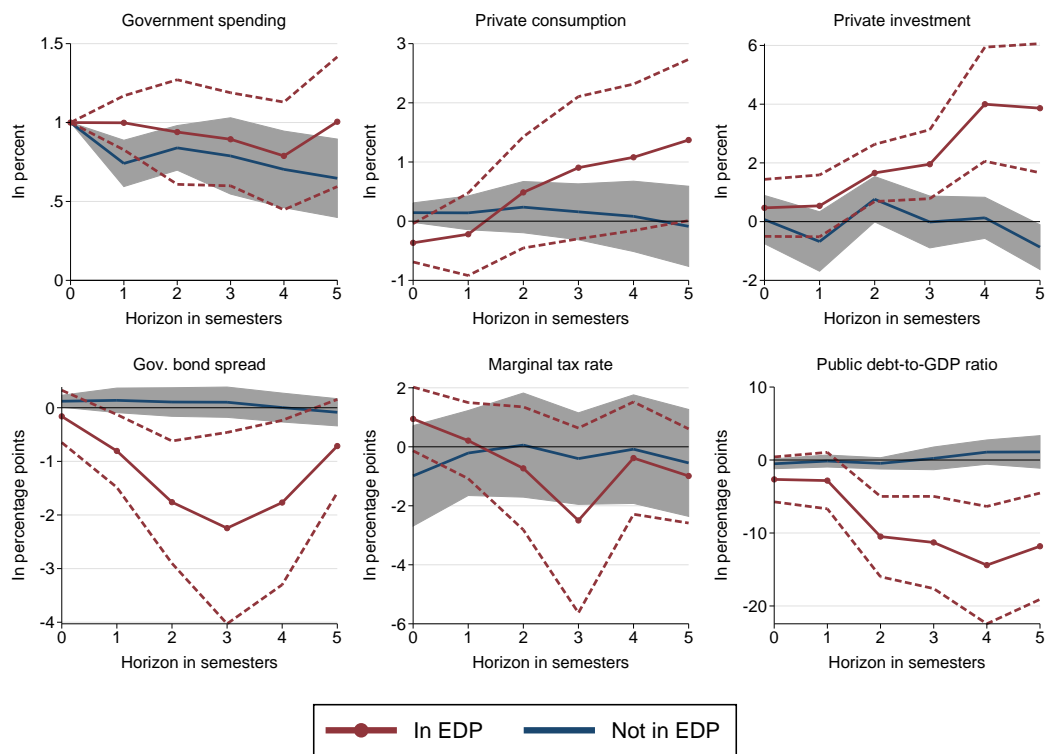 Government spending
1.5
1
.5
0
In percent
0 1 2 3 4 5
Horizon in semesters
Private consumption
3
2
1
0
-1
In percent
0 1 2 3 4 5
Horizon in semesters
Private investment
6
4
2
0
-2
In percent
0 1 2 3 4 5
Horizon in semesters
Gov. bond spread
0
-1
-2
-3
-4
In percentage points
0 1 2 3 4 5
Horizon in semesters
Marginal tax rate
2
0
-2
-4
-6
In percentage points
0 1 2 3 4 5
Horizon in semesters
Public debt-to-GDP ratio
10
0
-10
-20
In percentage points
0 1 2 3 4 5
Horizon in semesters
In EDP Not in EDP